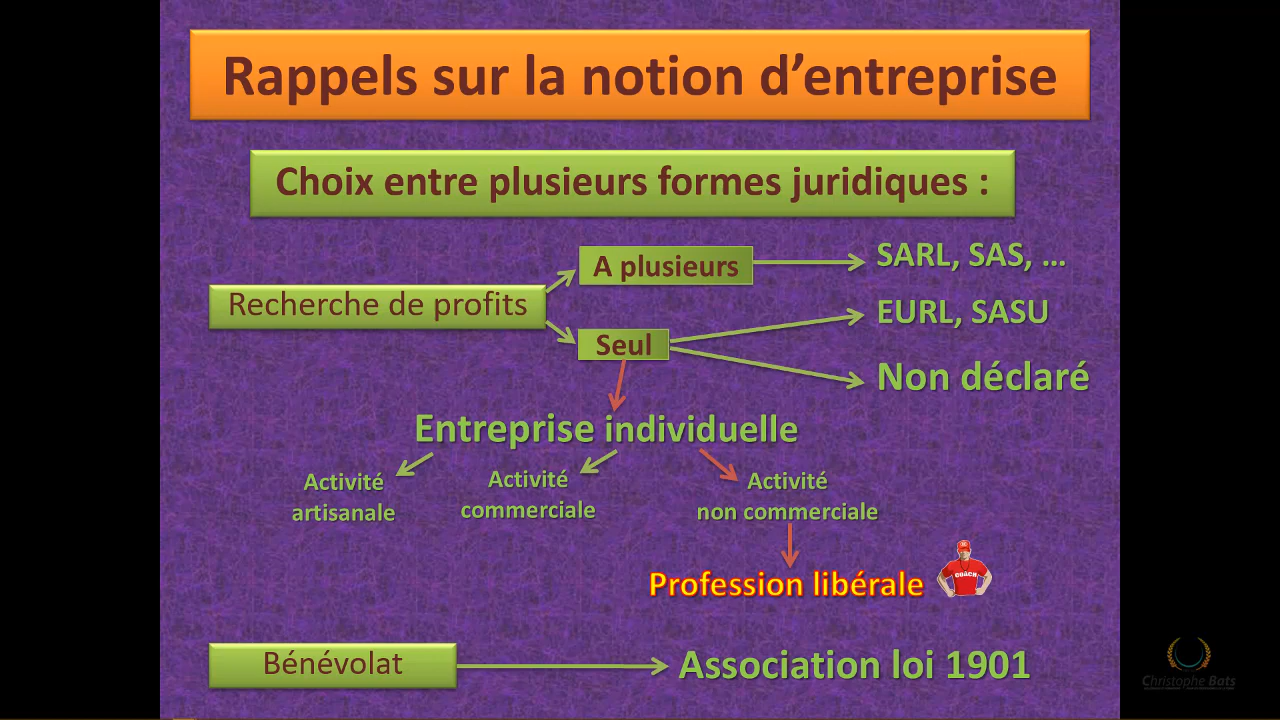 Rappels sur la notion d’entreprise
Choix entre plusieurs formes juridiques :
A plusieurs
SARL, SAS, ...
Recherche de profits
EURL, SASU
Seul
Non déclaré
Entreprise individuelle
Activité
artisanale
Activité
commerciale
Activité
non commerciale
Profession libérale
COACH
Bénévolat
Association loi 1901
Christophe Bats